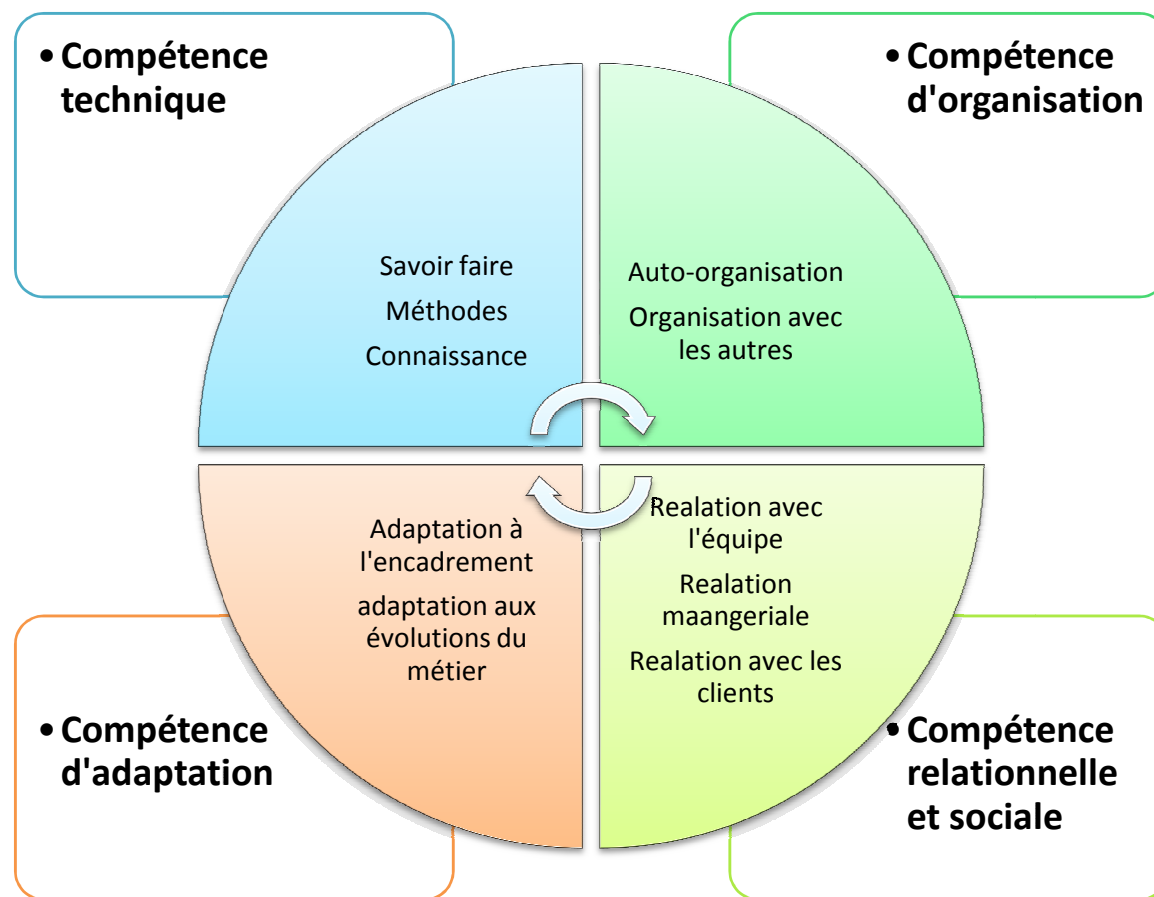 • Compétence
technique
• Compétence
d'organisation
Savoir faire
Méthodes
Connaissance
Auto-organisation
Organisation avec
les autres
Adaptation à
l'encadrement
adaptation aux
évolutions du
métier
Realation avec
l'équipe
Realation
maangeriale
Realation avec les
clients
• Compétence
d'adaptation
• Compétence
relationnelle
et sociale